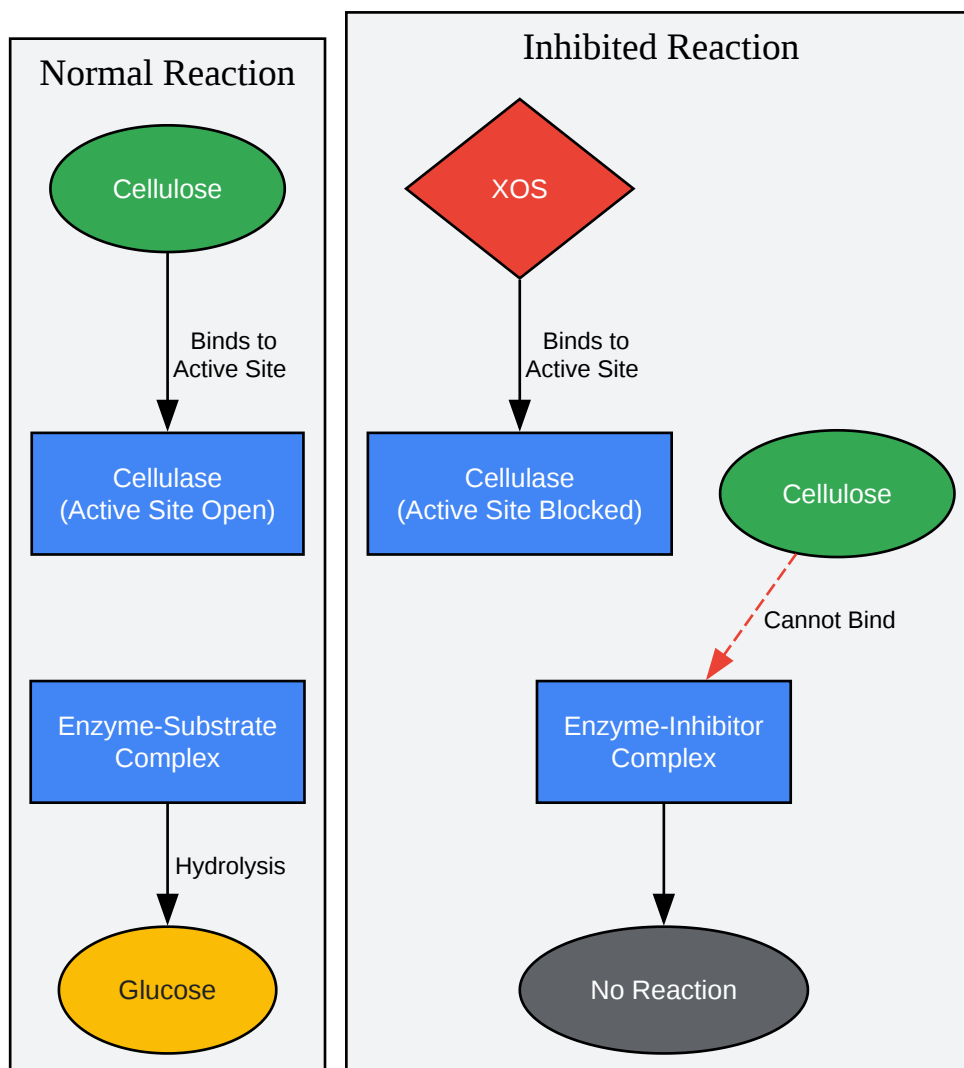 Normal Reaction
Cellulose
Binds to
Active Site
Cellulase
(Active Site Open)
Enzyme-Substrate
Complex
Hydrolysis
Glucose
Inhibited Reaction
XOS
Binds to
Active Site
Cellulase
(Active Site Blocked)
Cellulose
Cannot Bind
Enzyme-Inhibitor
Complex
No Reaction